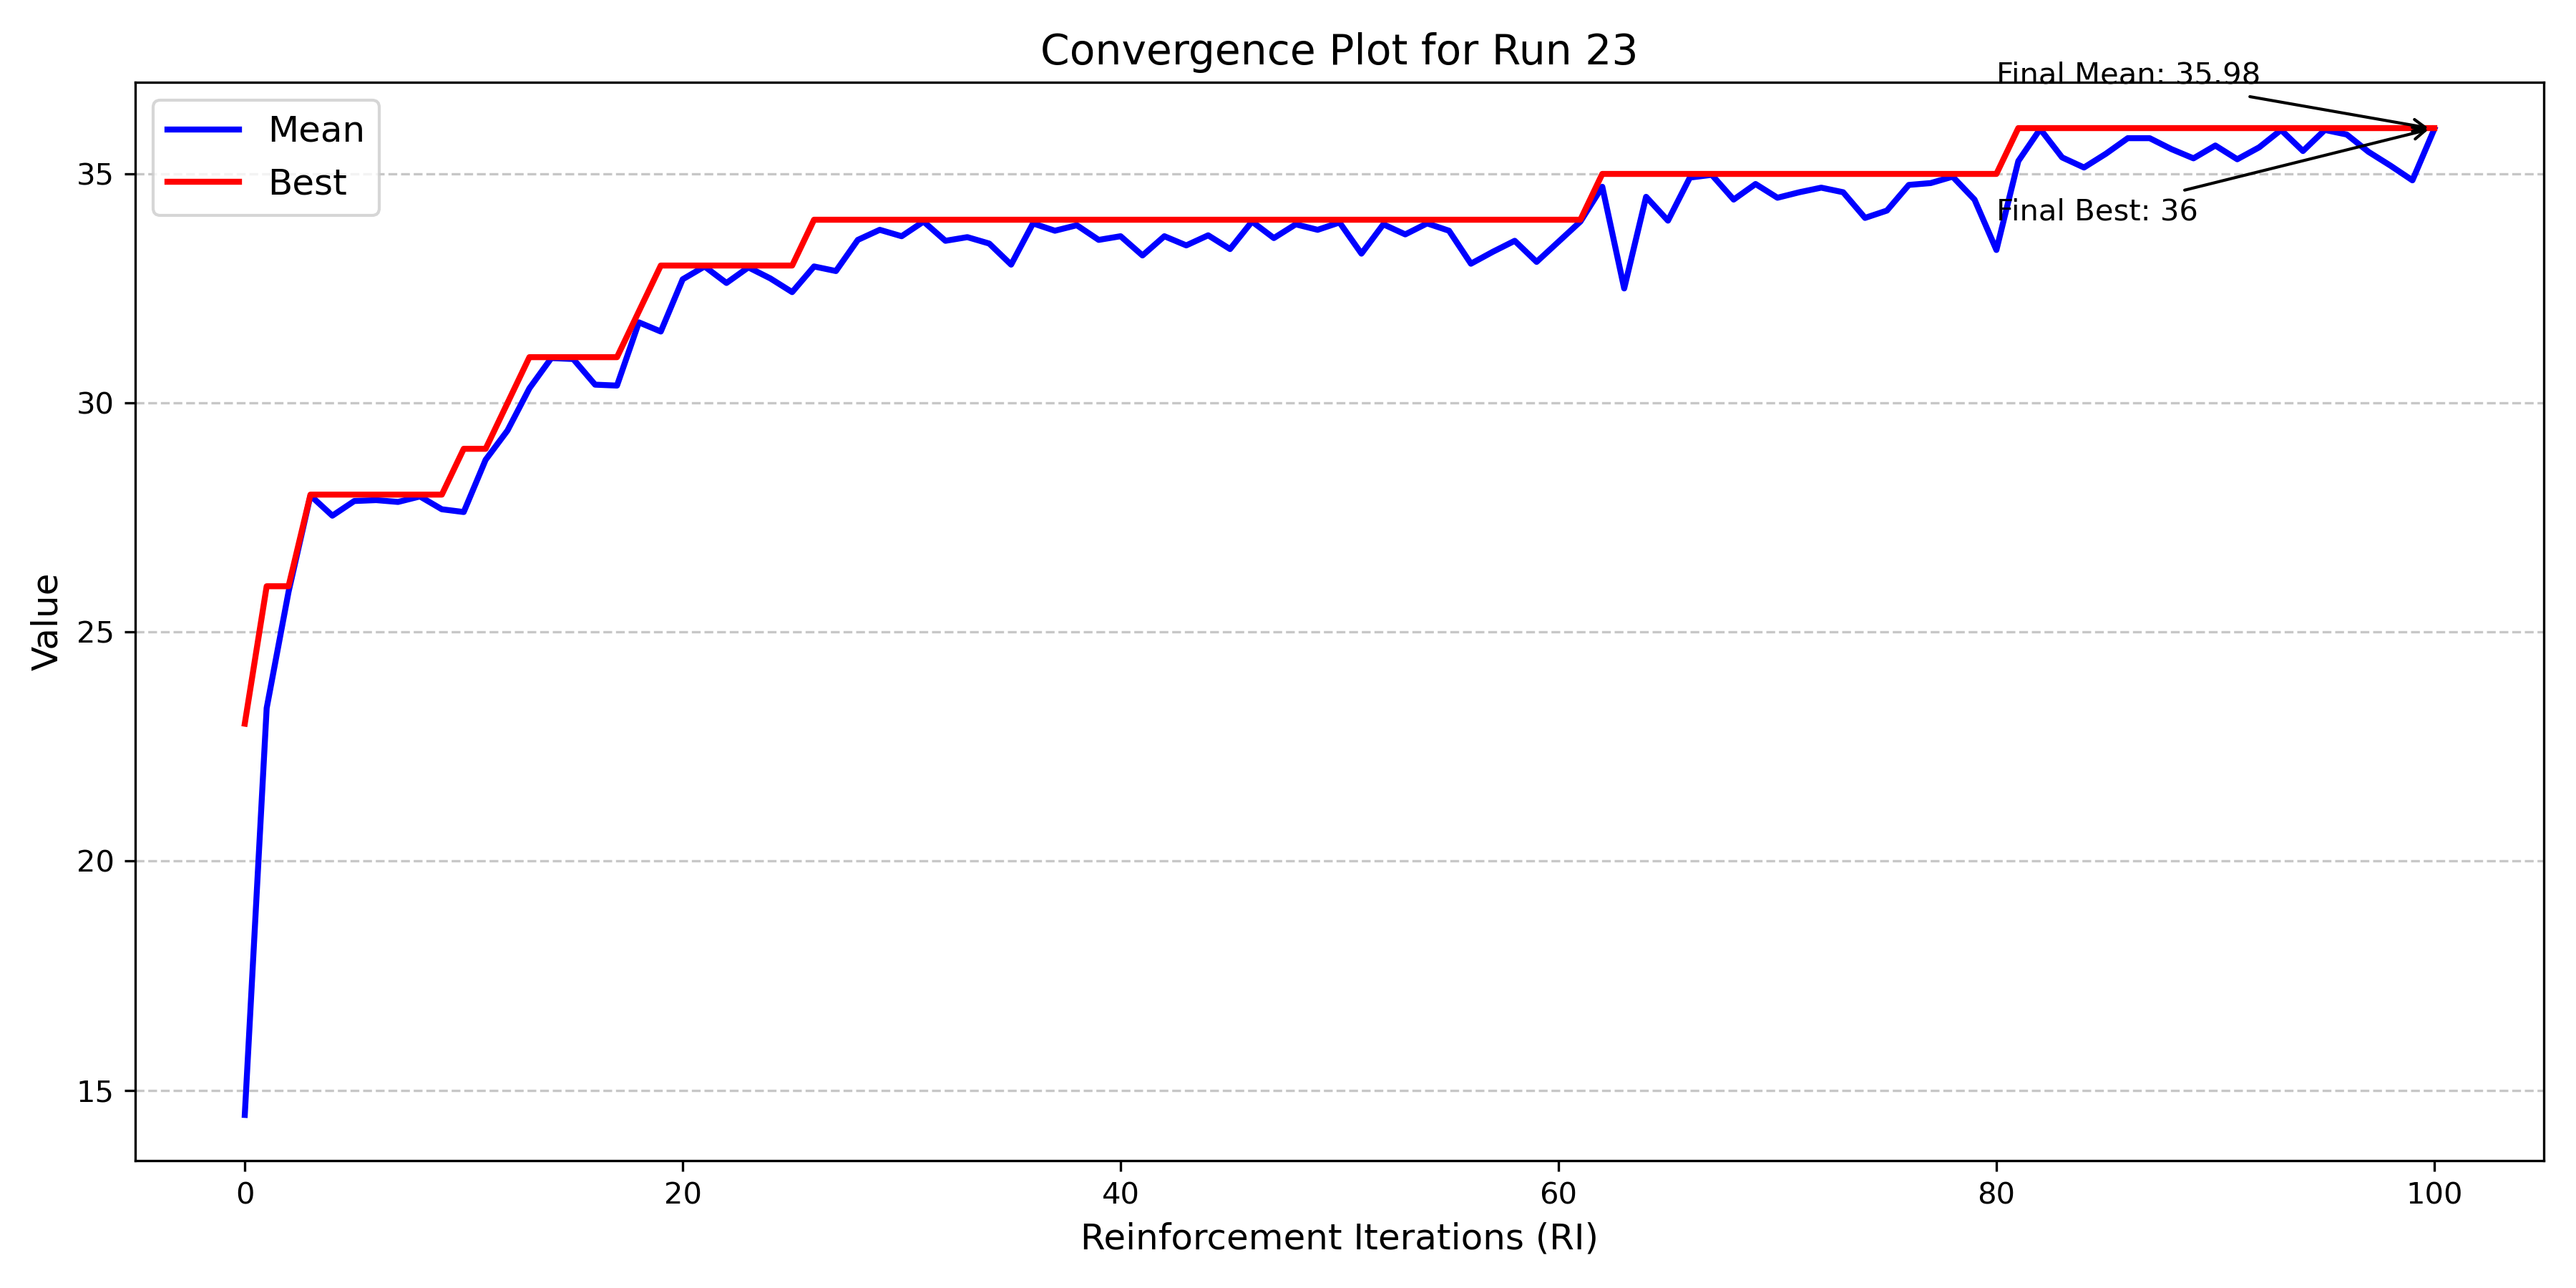 Convergence Plot for Run 23
Final Mean: 35.98
Mean
Best
Final Best: 36
Value
35
30
25
20
15
0
20
40
60
80
100
Reinforcement Iterations (RI)